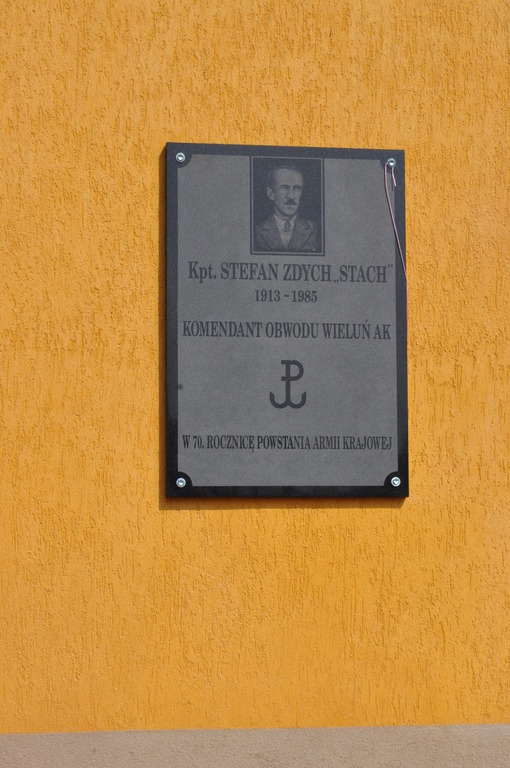 Kpt. STEFAN ZDYCH „STACH”
1913 - 1985
KOMENDANT OBWODU WIELUŃ AK
W 70. ROCZNICĘ POWSTANIA ARMII KRAJOWEJ